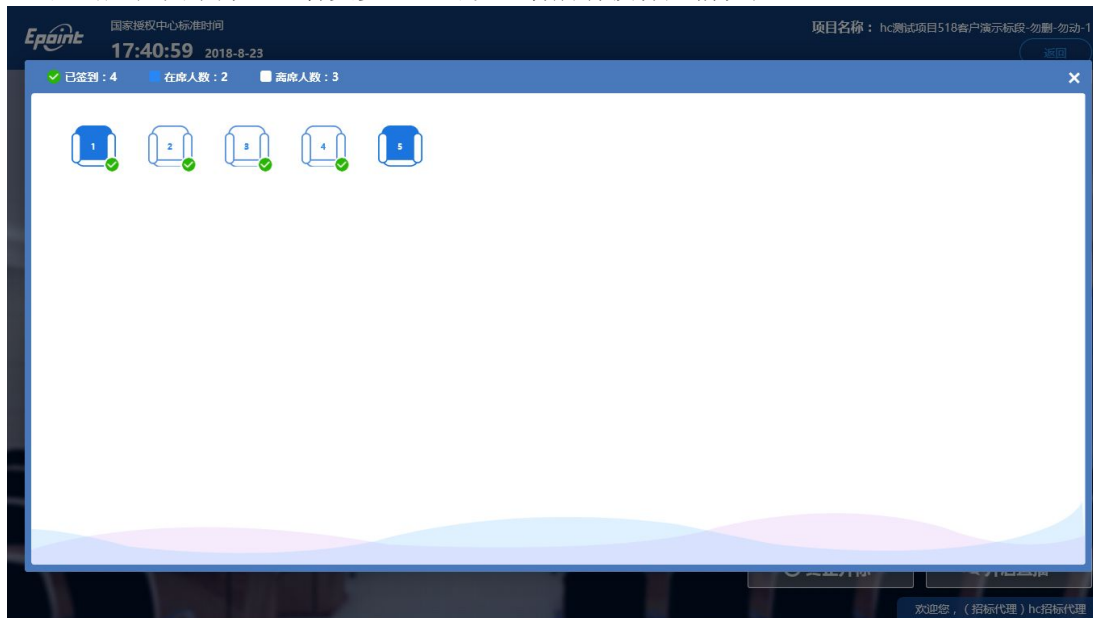 Epoint
国家授权中心标准时间
17:40:59 2018-8-23
项目名称：hc测试项目518客户演示标段-勿删-勿动-1
返回
已签到：4 在席人数：2 离席人数：3
1 2 3 4 5
欢迎您，（招标代理）hc招标代理